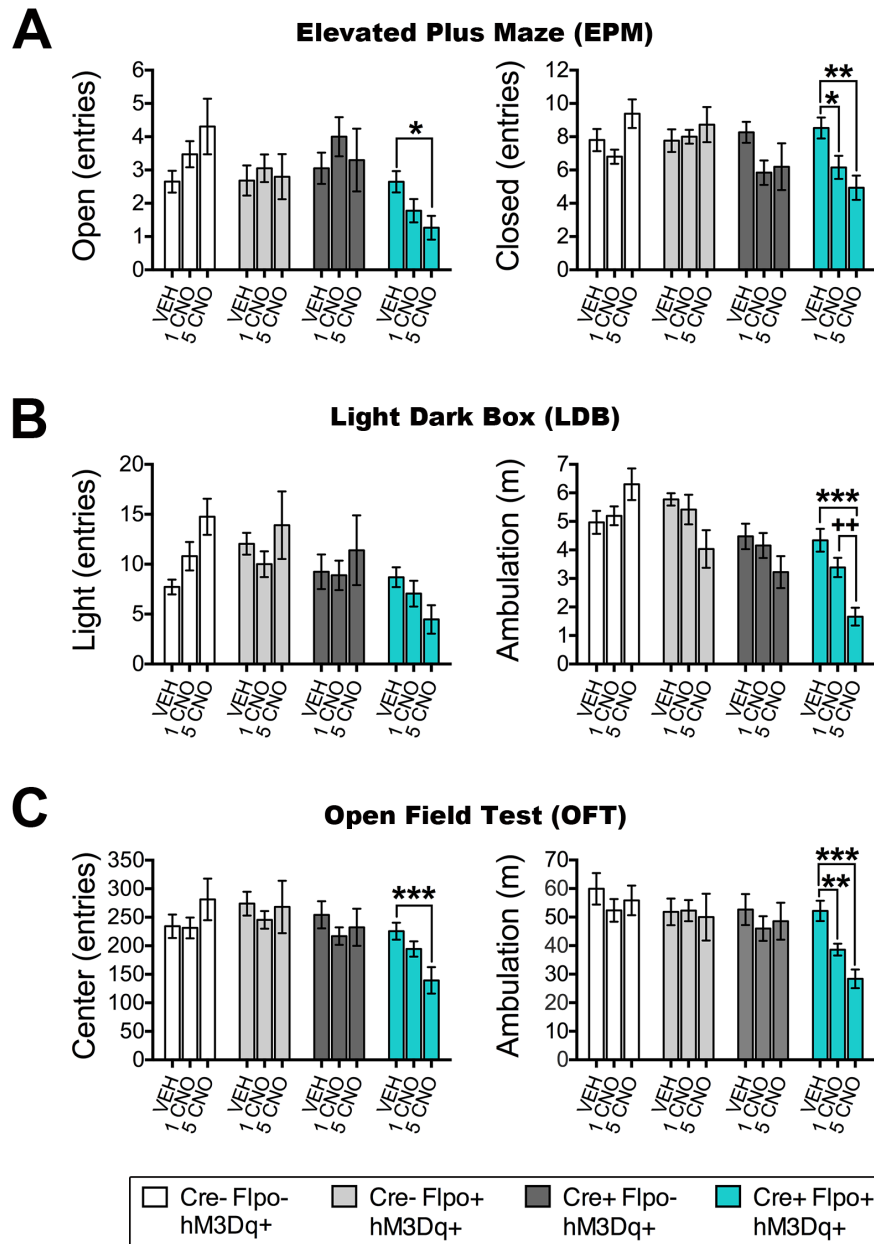 A
Elevated Plus Maze (EPM)
Open (entries)
6
5
4
3
2
1
0
VEH
1 CNO
5 CNO
VEH
1 CNO
5 CNO
VEH
1 CNO
5 CNO
VEH
1 CNO
5 CNO
*
Closed (entries)
12
10
8
6
4
2
0
VEH
1 CNO
5 CNO
VEH
1 CNO
5 CNO
VEH
1 CNO
5 CNO
VEH
1 CNO
5 CNO
**
*
B
Light Dark Box (LDB)
Light (entries)
20
15
10
5
0
VEH
1 CNO
5 CNO
VEH
1 CNO
5 CNO
VEH
1 CNO
5 CNO
VEH
1 CNO
5 CNO
Ambulation (m)
7
6
5
4
3
2
1
0
VEH
1 CNO
5 CNO
VEH
1 CNO
5 CNO
VEH
1 CNO
5 CNO
VEH
1 CNO
5 CNO
***
++
C
Open Field Test (OFT)
Center (entries)
350
300
250
200
150
100
50
0
VEH
1 CNO
5 CNO
VEH
1 CNO
5 CNO
VEH
1 CNO
5 CNO
VEH
1 CNO
5 CNO
***
Ambulation (m)
70
60
50
40
30
20
10
0
VEH
1 CNO
5 CNO
VEH
1 CNO
5 CNO
VEH
1 CNO
5 CNO
VEH
1 CNO
5 CNO
***
**
Cre- Flpo-
hM3Dq+
Cre- Flpo+
hM3Dq+
Cre+ Flpo-
hM3Dq+
Cre+ Flpo+
hM3Dq+